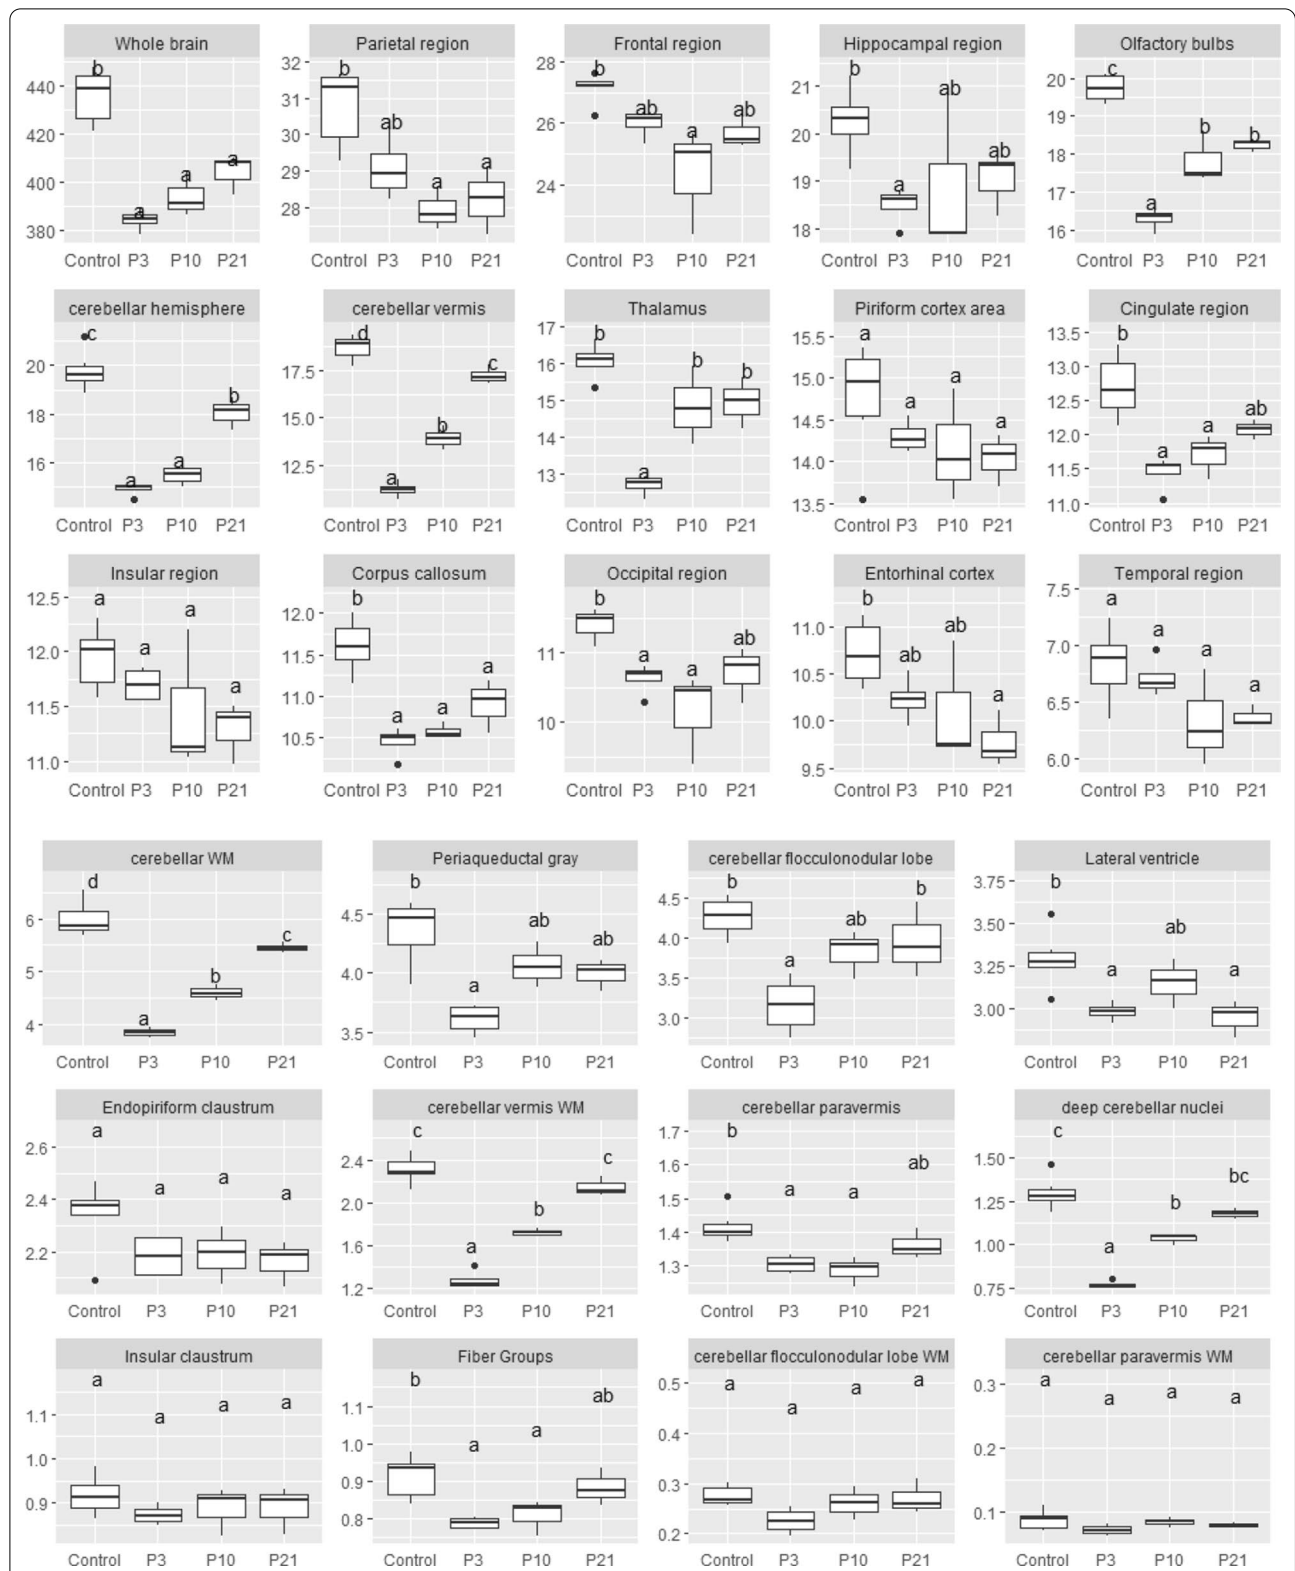 Whole brain Parietal region Frontal region Hippocampal region Olfactory bulbs
b b b b c
a ab ab a a
a a a ab b
a a ab ab b
440 32 28 21 20
420 31 26 20 19
400 30 24 19 18
380 29 18 17
28 16
Control P3 P10 P21 Control P3 P10 P21 Control P3 P10 P21 Control P3 P10 P21 Control P3 P10 P21
cerebellar hemisphere cerebellar vermis Thalamus Piriform cortex area Cingulate region
c d b a b
a a a a a
a b b a a
b c b a ab
20 17.5 17 15.5 13.5
18 15.0 16 15.0 13.0
16 12.5 15 14.5 12.5
14 14.0 12.0
13 13.5 11.5
11.0
Control P3 P10 P21 Control P3 P10 P21 Control P3 P10 P21 Control P3 P10 P21 Control P3 P10 P21
Insular region Corpus callosum Occipital region Entorhinal cortex Temporal region
a b b b a
a a a ab a
a a a ab a
a a ab a a
12.5 12.0 11 11.0 7.5
12.0 11.5 10 10.5 7.0
11.5 11.0 10.0 6.5
11.0 10.5 9.5 6.0
Control P3 P10 P21 Control P3 P10 P21 Control P3 P10 P21 Control P3 P10 P21 Control P3 P10 P21
cerebellar WM Periaqueductal gray cerebellar flocculonodular lobe Lateral ventricle
d b b b
a a a a
b ab ab ab
c ab b a
6 4.5 4.5 3.75
5 4.0 4.0 3.50
4 3.5 3.5 3.25
3.0 3.00
Control P3 P10 P21 Control P3 P10 P21 Control P3 P10 P21 Control P3 P10 P21
Endopiriform claustrum cerebellar vermis WM cerebellar paravermis deep cerebellar nuclei
a c b c
a a a a
a b a b
a c ab bc
2.6 2.4 1.7 1.50
2.4 2.0 1.6 1.25
2.2 1.6 1.5 1.00
1.2 1.4 0.75
1.3
Control P3 P10 P21 Control P3 P10 P21 Control P3 P10 P21 Control P3 P10 P21
Insular claustrum Fiber Groups cerebellar flocculonodular lobe WM cerebellar paravermis WM
a b a a
a a a a
a a a a
a ab a a
1.1 1.1 0.5 0.3
1.0 1.0 0.4 0.2
0.9 0.9 0.3 0.1
0.8 0.2
Control P3 P10 P21 Control P3 P10 P21 Control P3 P10 P21 Control P3 P10 P21